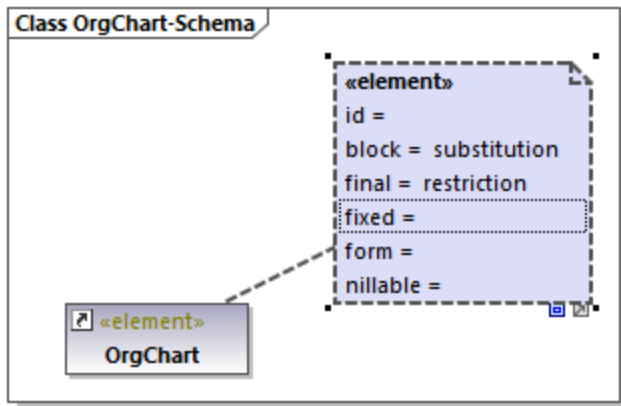 Class OrgChart-Schema
«element»
id =
block = substitution
final = restriction
fixed =
form =
nillable =
«element»
OrgChart